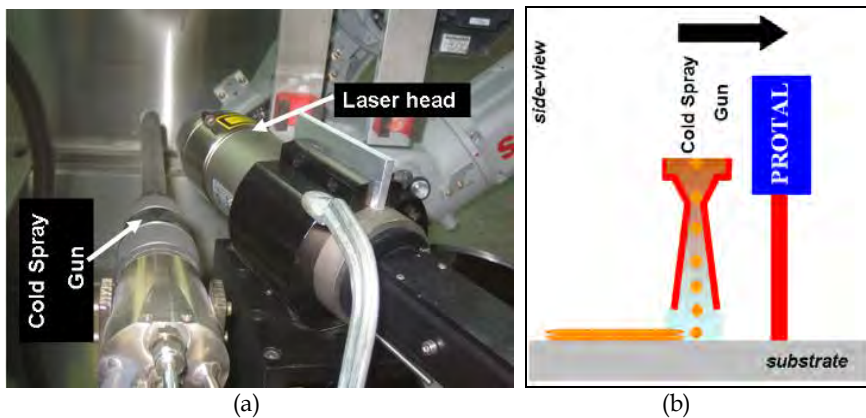 Laser head
Cold Spray
Gun
(a)
side-view
Cold Spray
Gun
PROTAL
substrate
(b)